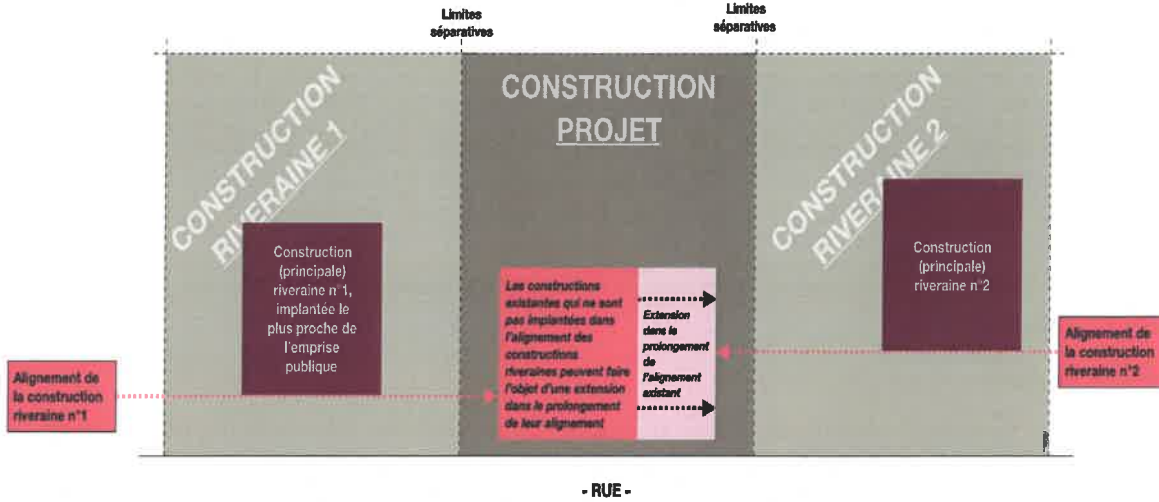 Limites
séparatives
Limites
séparatives
CONSTRUCTION
RIVERAINE 1
CONSTRUCTION
PROJET
CONSTRUCTION
RIVERAINE 2
Construction
(principale)
riveraine n°1,
implantée le
plus proche de
l'emprise
publique
Les constructions
existantes qui ne sont
pas implantées dans
l'alignement des
constructions
riveraines peuvent faire
l'objet d'une extension
dans le prolongement
de leur alignement
Extension
dans le
prolongement
de
l'alignement
existant
Construction
(principale)
riveraine n°2
Alignement de
la construction
riveraine n°1
Alignement de
la construction
riveraine n°2
- RUE -